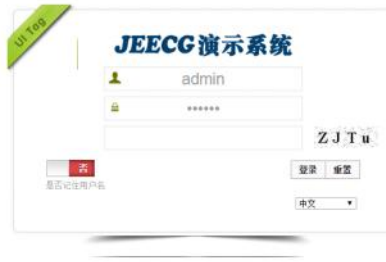 UI Tag
JEECG演示系统
admin
******
ZJTu
否
登录 重置
是否记住用户名
中文